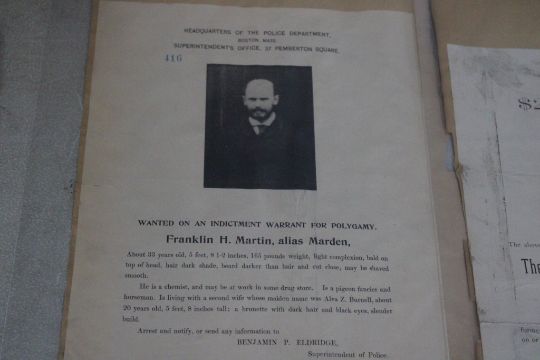 HEADQUARTERS OF THE POLICE DEPARTMENT,
BOSTON, MASS.
SUPERINTENDENT'S OFFICE, 37 PEMBERTON SQUARE.
416
WANTED ON AN INDICTMENT WARRANT FOR POLYGAMY.
Franklin H. Martin, alias Marden,
About 33 years old, 5 feet, 8 1-2 inches, 165 pounds weight, light complexion, bald on
top of head, hair dark shade, beard darker than hair and cut close, may be shaved
smooth.
He is a chemist, and may be at work in some drug store. Is a pigeon fancier and
horseman. Is living with a second wife whose maiden name was Alva Z. Burnell, about
20 years old, 5 feet, 8 inches tall: a brunette with dark hair and black eyes, slender
build.
Arrest and notify, or send any information to
BENJAMIN P. ELDRIDGE,
Superintendent of Police.
The above
Th
on or